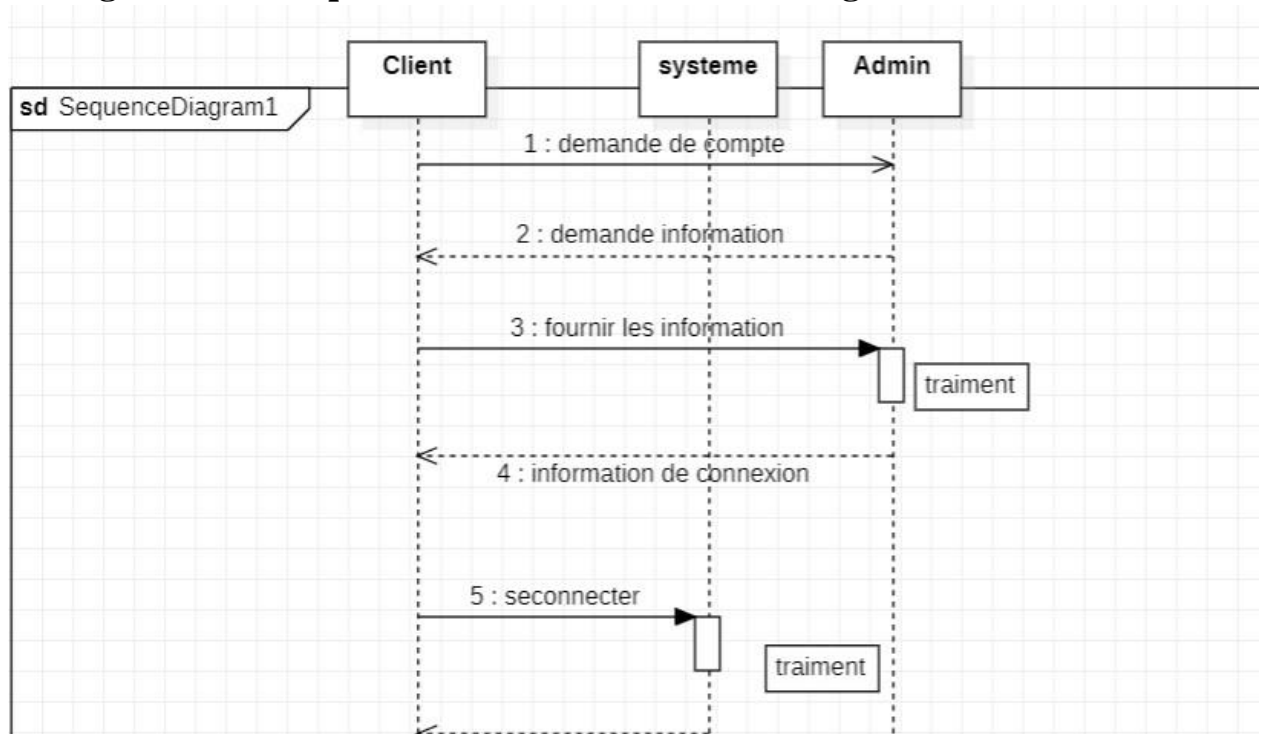 Client
systeme
Admin
sd SequenceDiagram1
1 : demande de compte
2 : demande information
3 : fournir les information
traiment
4 : information de connexion
5 : seconnecter
traiment